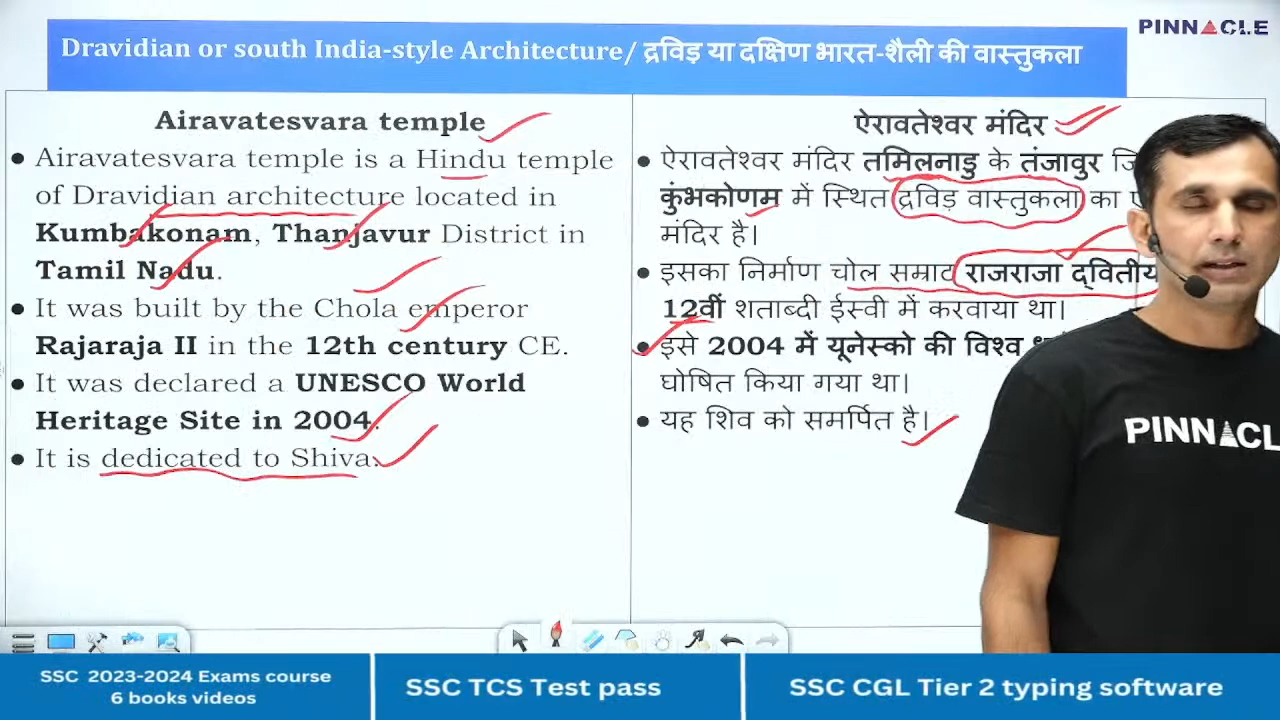 Dravidian or south India-style Architecture/ द्रविड़ या दक्षिण भारत-शैली की वास्तुकला
PINNACLE
Airavatesvara temple
• Airavatesvara temple is a Hindu temple
of Dravidian architecture located in
Kumbakonam, Thanjavur District in
Tamil Nadu.
• It was built by the Chola emperor
Rajaraja II in the 12th century CE.
• It was declared a UNESCO World
Heritage Site in 2004.
• It is dedicated to Shiva.
ऐरावतेश्वर मंदिर
• ऐरावतेश्वर मंदिर तमिलनाडु के तंजावुर
कुंभकोणम में स्थित द्रविड़ वास्तुकला का
मंदिर है।
• इसका निर्माण चोल सम्राट राजराजा द्वितीय
12वीं शताब्दी ईस्वी में करवाया था।
• इसे 2004 में यूनेस्को की विश्व
घोषित किया गया था।
• यह शिव को समर्पित है।
PINNACL
SSC 2023-2024 Exams course
6 books videos
SSC TCS Test pass
SSC CGL Tier 2 typing software